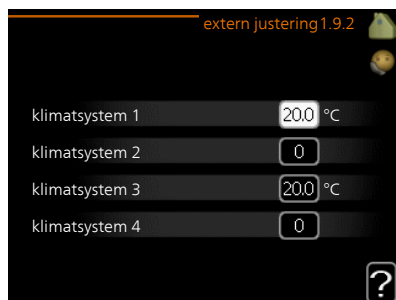 extern justering 1.9.2
klimatsystem 1 20.0 °C
klimatsystem 2 0
klimatsystem 3 20.0 °C
klimatsystem 4 0
?